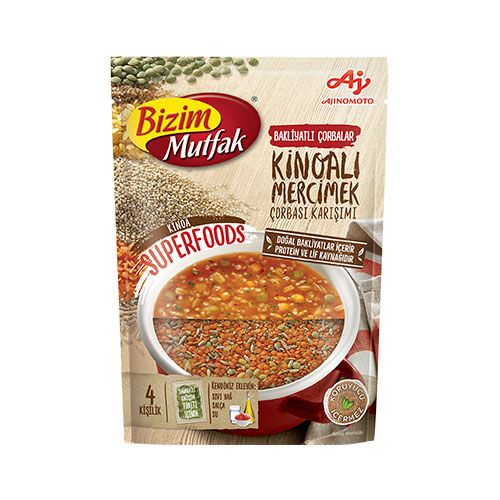 Bizim
Mutfak
®
Aj
AJINOMOTO
BAKLİYATLI ÇORBALAR
KİNOALI
MERCİMEK
ÇORBASI KARIŞIMI
DOĞAL BAKLİYATLAR İÇERİR
PROTEİN VE LİF KAYNAĞIDIR
KİNOA
SUPERFOODS
4
KİŞİLİK
KENDİNİZ EKLEYİN:
SIVI YAĞ
SALÇA
SU
KORUYUCU
İÇERMEZ